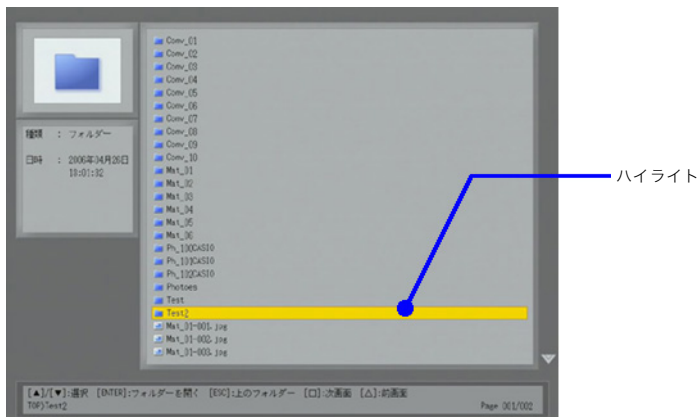 種類 : フォルダー
日時 : 2006年04月26日
18:01:32
Conv_01
Conv_02
Conv_03
Conv_04
Conv_05
Conv_06
Conv_07
Conv_08
Conv_09
Conv_10
Mat_01
Mat_02
Mat_03
Mat_04
Mat_05
Mat_06
Ph_100CASIO
Ph_101CASIO
Ph_102CASIO
Photoes
Test
Test2
Mat_01-001.jpg
Mat_01-002.jpg
Mat_01-003.jpg
ハイライト
[▲]/[▼]:選択 [ENTER]:フォルダーを開く [ESC]:上のフォルダー [口]:次画面 [△]:前画面
TOP>Test2 Page 001/002